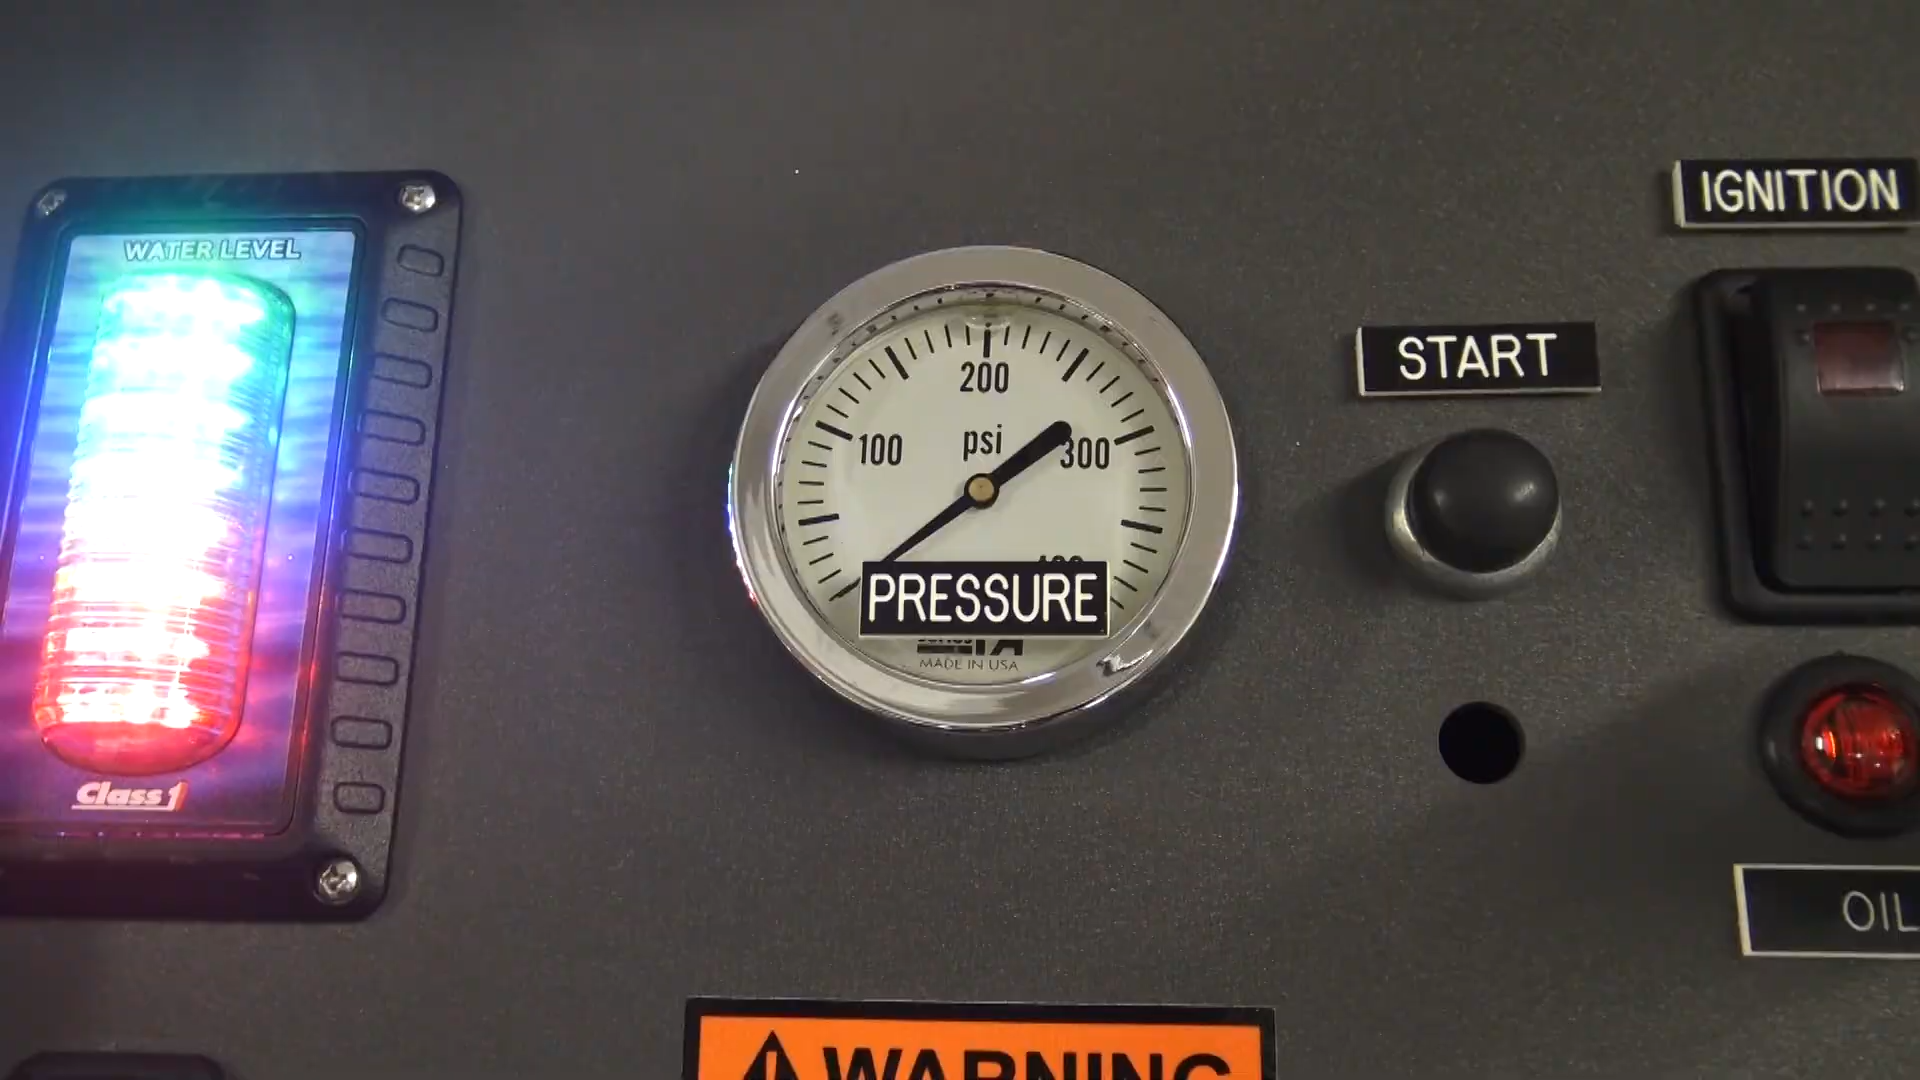 WATER LEVEL
Class 1
200
100
psi
300
PRESSURE
MADE IN USA
START
IGNITION
OIL
WARNING